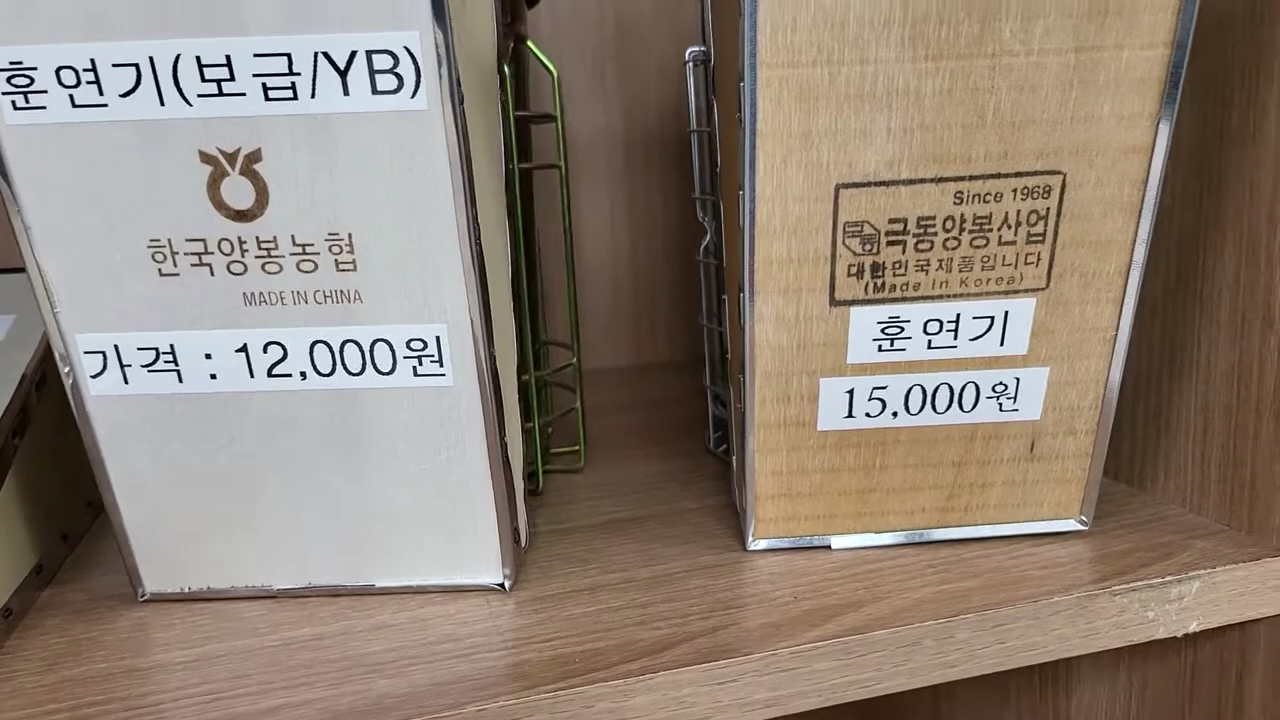 훈연기(보급/YB)
한국양봉농협
MADE IN CHINA
가격 : 12,000원
Since 1968
극동 극동양봉산업
대한민국제품입니다
(Made in Korea)
훈연기
15,000원